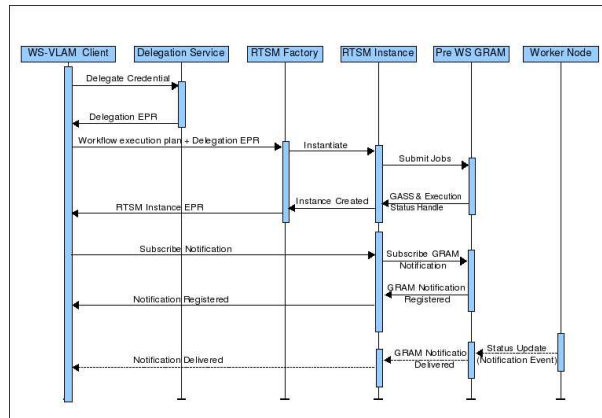 WS-VLAM Client
Delegation Service
RTSM Factory
RTSM Instance
Pre WS GRAM
Worker Node
Delegate Credential
Delegation EPR
Workflow execution plan + Delegation EPR
Instantiate
Submit Jobs
GASS & Execution
Status Handle
Instance Created
RTSM Instance EPR
Subscribe Notification
Subscribe GRAM
Notification
GRAM Notification
Registered
Notification Registered
Status Update
(Notification Event)
GRAM Notificatio
Delivered
Notification Delivered